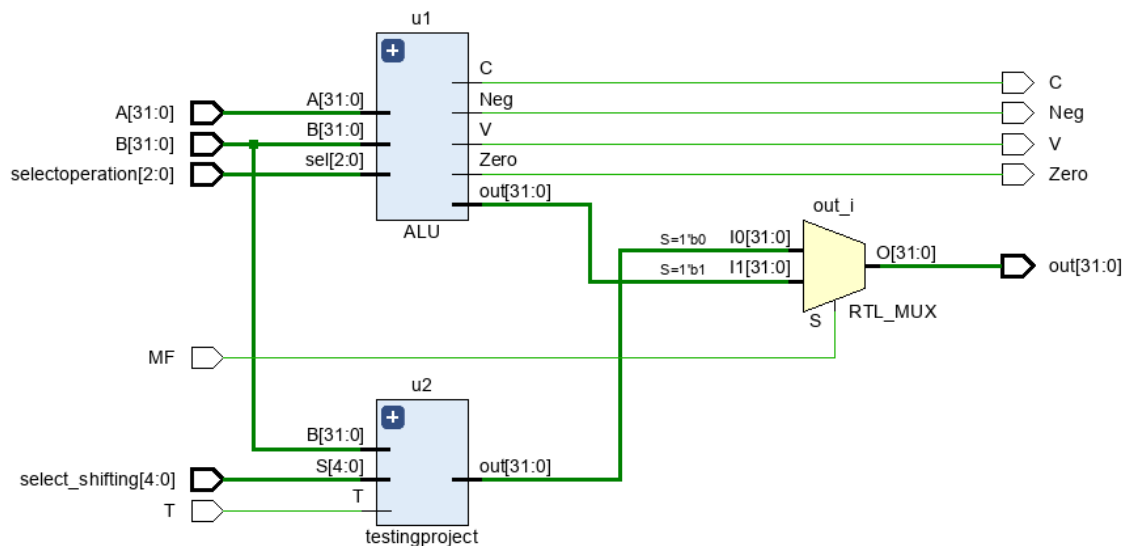 u1
C
A[31:0]
A[31:0]
C
Neg
Neg
B[31:0]
B[31:0]
V
V
selectoperation[2:0]
sel[2:0]
Zero
Zero
out[31:0]
ALU
out_i
S=1'b0
I0[31:0]
O[31:0]
out[31:0]
S=1'b1
I1[31:0]
S
RTL_MUX
MF
u2
B[31:0]
select_shifting[4:0]
S[4:0]
out[31:0]
T
T
testingproject